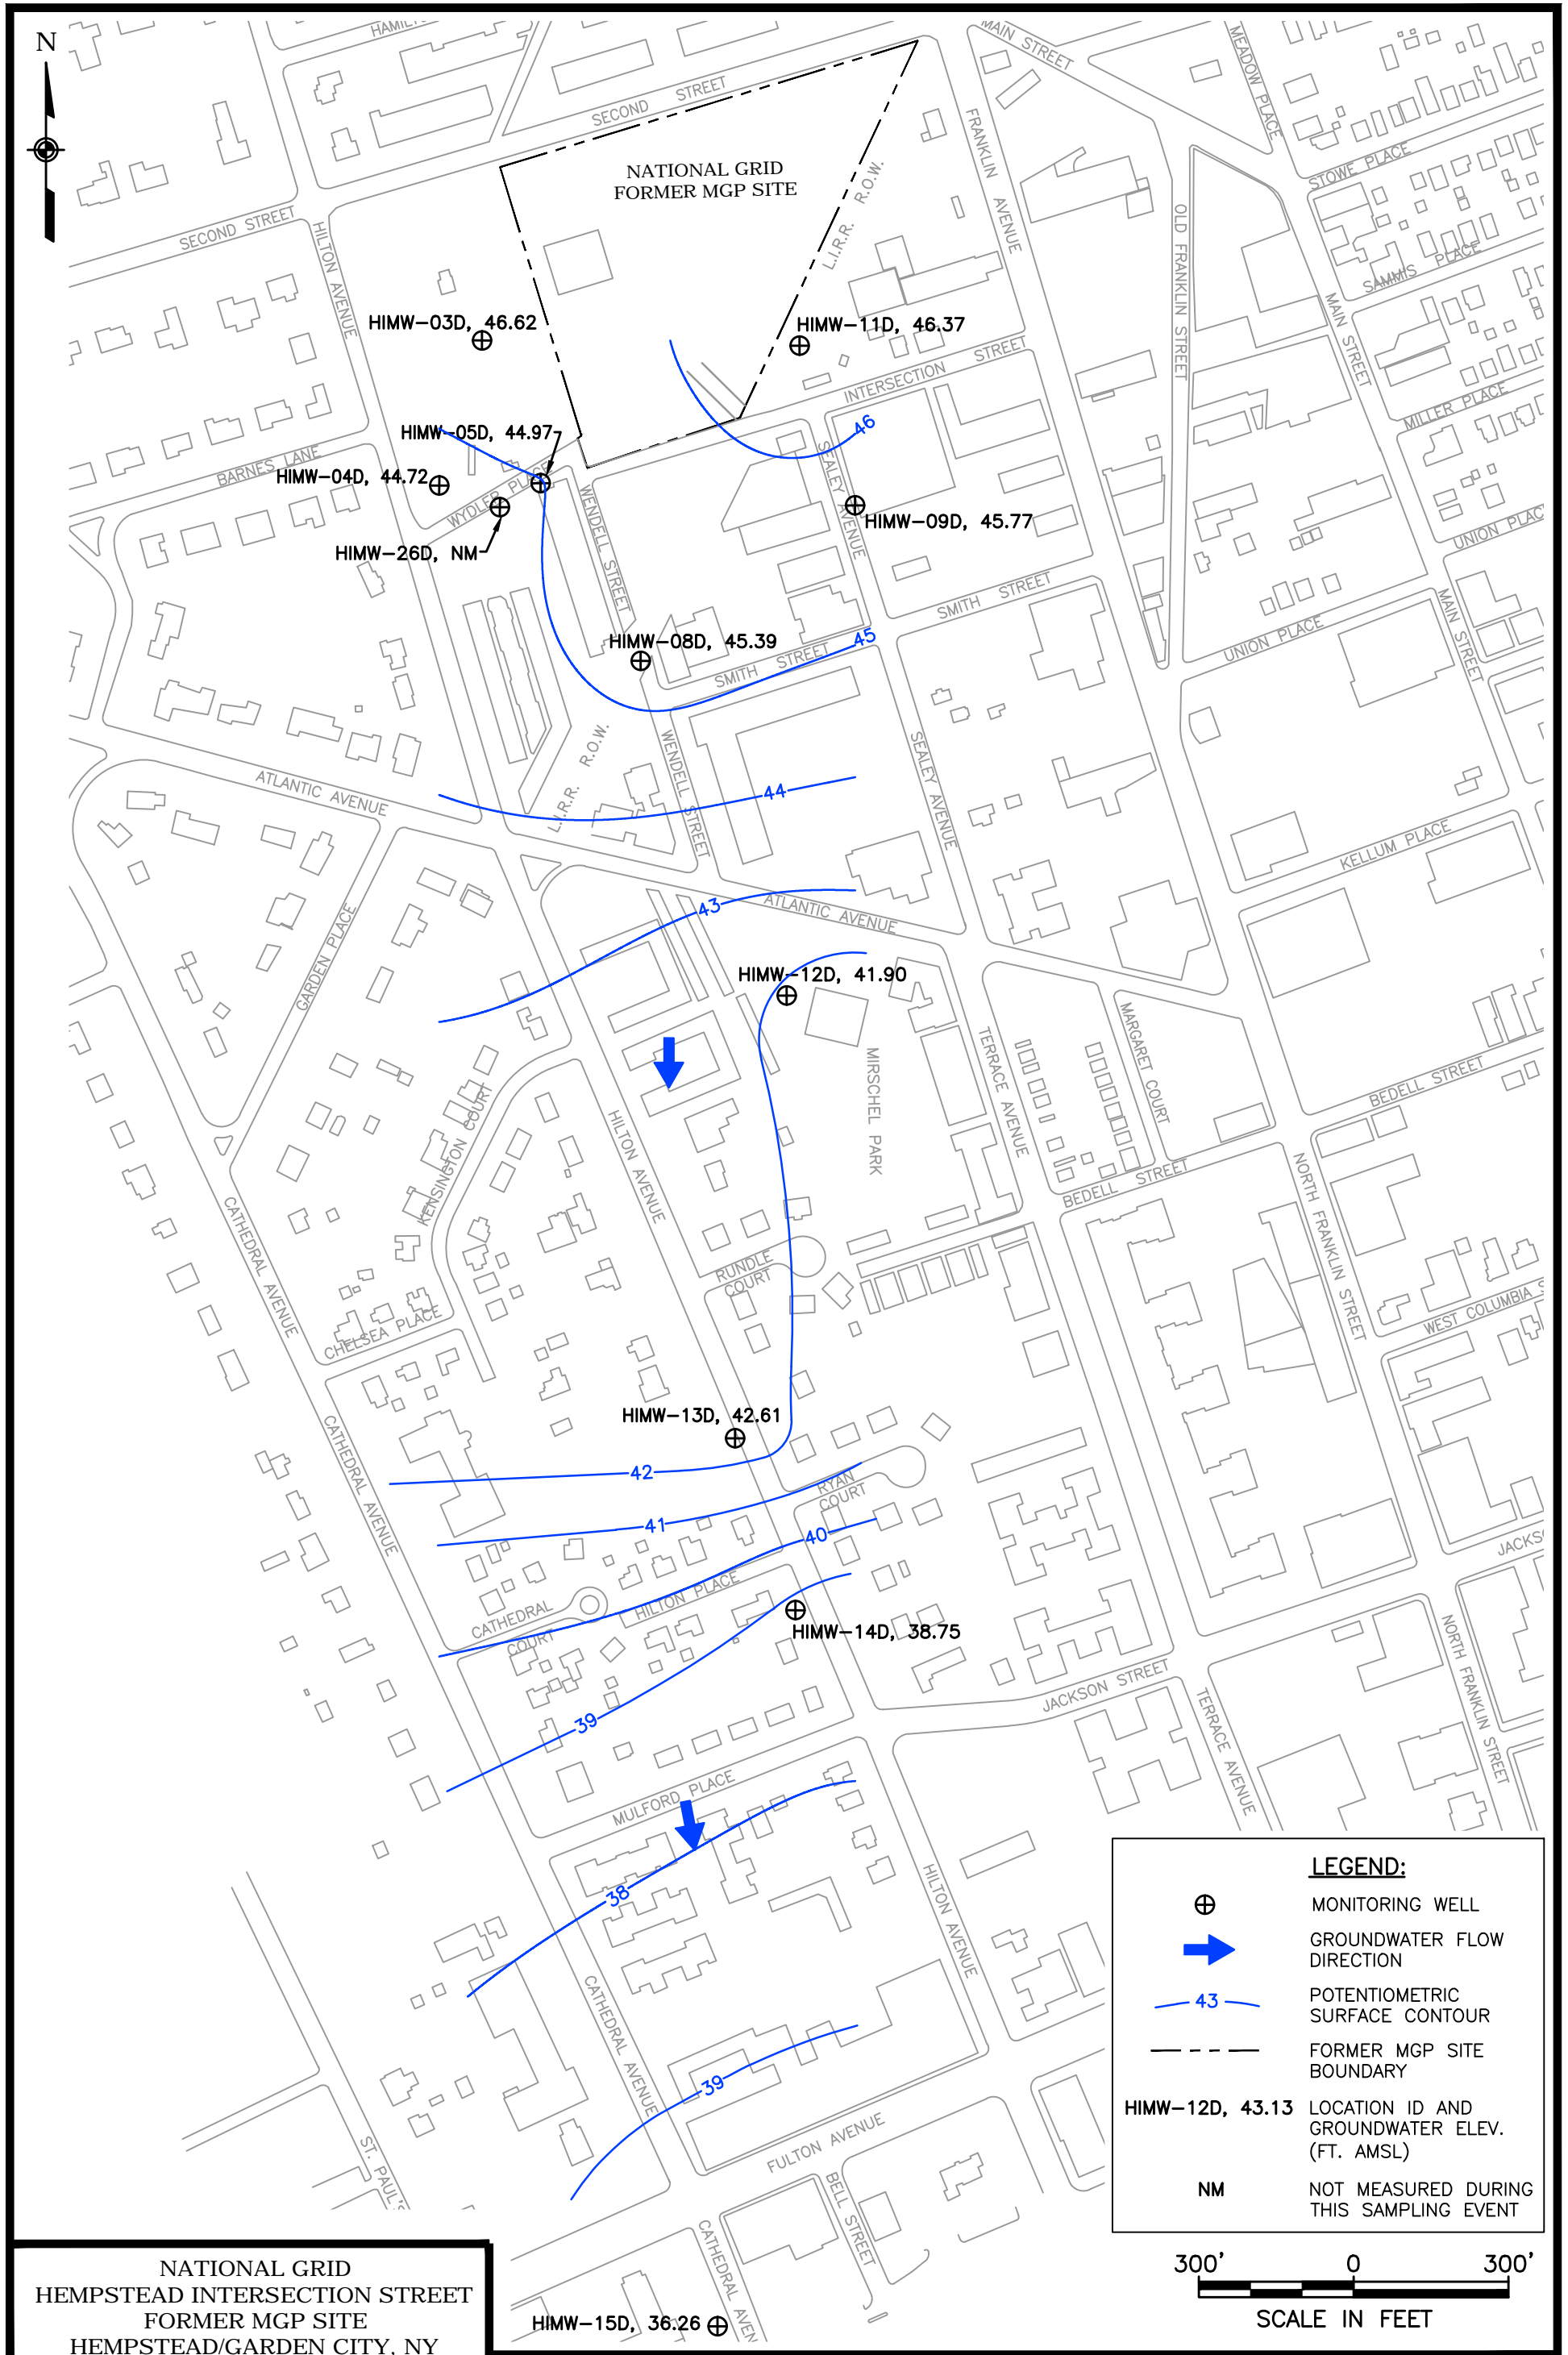 N
HAMIL
MAIN STREET
MEADOW PLACE
SECOND STREET
FRANKLIN AVENUE
NATIONAL GRID
FORMER MGP SITE
STOWE PLACE
L.I.R.R. R.O.W.
SECOND STREET
HILTON AVENUE
OLD FRANKLIN STREET
SAMMIS PLACE
MAIN STREET
HIMW-03D, 46.62
HIMW-11D, 46.37
INTERSECTION STREET
MILLER PLACE
46
HIMW-05D, 44.97
BARNES LANE
HIMW-04D, 44.72
WYDLER PLACE
WENDELL STREET
SEALEY AVENUE
HIMW-09D, 45.77
UNION PLAC
HIMW-26D, NM
SMITH STREET
MAIN STREET
HIMW-08D, 45.39
45
UNION PLACE
SMITH STREET
L.I.R.R. R.O.W.
WENDELL STREET
SEALEY AVENUE
ATLANTIC AVENUE
44
KELLUM PLACE
43
ATLANTIC AVENUE
GARDEN PLACE
HIMW-12D, 41.90
MARGARET COURT
TERRACE AVENUE
MIRSCHEL PARK
BEDELL STREET
KENSINGTON COURT
HILTON AVENUE
BEDELL STREET
NORTH FRANKLIN STREET
CATHEDRAL AVENUE
RUNDLE
COURT
WEST COLUMBIA S
CHELSEA PLACE
HIMW-13D, 42.61
CATHEDRAL AVENUE
42
RYAN
COURT
41
40
JACKS
HILTON PLACE
CATHEDRAL
COURT
HIMW-14D, 38.75
NORTH FRANKLIN STREET
JACKSON STREET
TERRACE AVENUE
39
MULFORD PLACE
38
HILTON AVENUE
CATHEDRAL AVENUE
39
FULTON AVENUE
ST. PAUL'S
BELL STREET
CATHEDRAL AVEN
HIMW-15D, 36.26
LEGEND:
MONITORING WELL
GROUNDWATER FLOW
DIRECTION
43
POTENTIOMETRIC
SURFACE CONTOUR
FORMER MGP SITE
BOUNDARY
HIMW-12D, 43.13
LOCATION ID AND
GROUNDWATER ELEV.
(FT. AMSL)
NM
NOT MEASURED DURING
THIS SAMPLING EVENT
300' 0 300'
SCALE IN FEET
NATIONAL GRID
HEMPSTEAD INTERSECTION STREET
FORMER MGP SITE
HEMPSTEAD/GARDEN CITY, NY